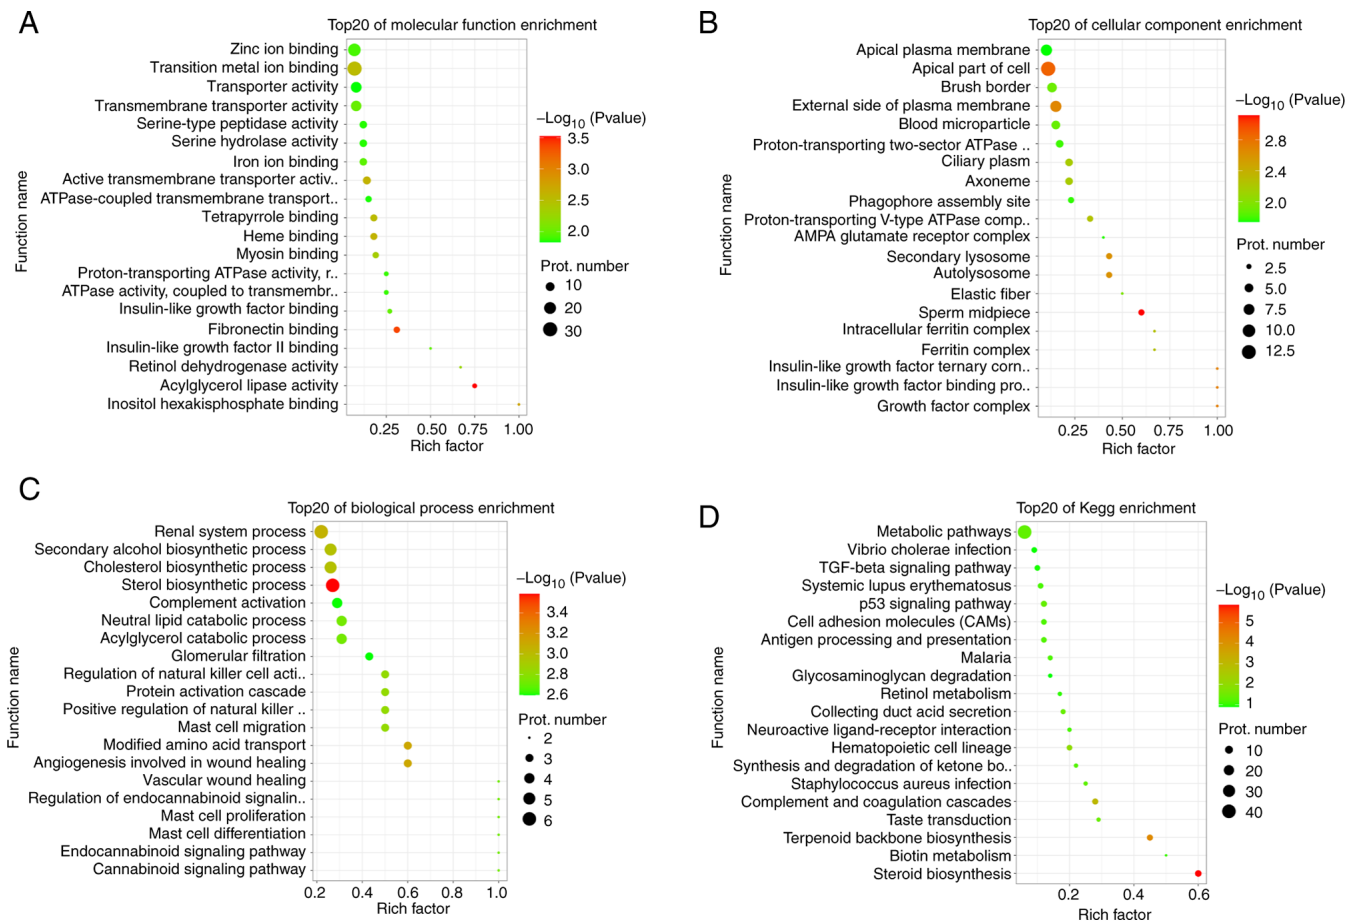 A
Top20 of molecular function enrichment
Function name
Zinc ion binding
Transition metal ion binding
Transporter activity
Transmembrane transporter activity
Serine-type peptidase activity
Serine hydrolase activity
Iron ion binding
Active transmembrane transporter activ..
ATPase-coupled transmembrane transport..
Tetrapyrrole binding
Heme binding
Myosin binding
Proton-transporting ATPase activity, r..
ATPase activity, coupled to transmembr..
Insulin-like growth factor binding
Fibronectin binding
Insulin-like growth factor II binding
Retinol dehydrogenase activity
Acylglycerol lipase activity
Inositol hexakisphosphate binding
0.25 0.50 0.75 1.00
Rich factor
–Log10 (Pvalue)
3.5
3.0
2.5
2.0
Prot. number
10
20
30
B
Top20 of cellular component enrichment
Function name
Apical plasma membrane
Apical part of cell
Brush border
External side of plasma membrane
Blood microparticle
Proton-transporting two-sector ATPase ..
Ciliary plasm
Axoneme
Phagophore assembly site
Proton-transporting V-type ATPase comp..
AMPA glutamate receptor complex
Secondary lysosome
Autolysosome
Elastic fiber
Sperm midpiece
Intracellular ferritin complex
Ferritin complex
Insulin-like growth factor ternary corn..
Insulin-like growth factor binding pro..
Growth factor complex
0.25 0.50 0.75 1.00
Rich factor
–Log10 (Pvalue)
2.8
2.4
2.0
Prot. number
2.5
5.0
7.5
10.0
12.5
C
Top20 of biological process enrichment
Function name
Renal system process
Secondary alcohol biosynthetic process
Cholesterol biosynthetic process
Sterol biosynthetic process
Complement activation
Neutral lipid catabolic process
Acylglycerol catabolic process
Glomerular filtration
Regulation of natural killer cell acti..
Protein activation cascade
Positive regulation of natural killer ..
Mast cell migration
Modified amino acid transport
Angiogenesis involved in wound healing
Vascular wound healing
Regulation of endocannabinoid signalin..
Mast cell proliferation
Mast cell differentiation
Endocannabinoid signaling pathway
Cannabinoid signaling pathway
0.2 0.4 0.6 0.8 1.0
Rich factor
–Log10 (Pvalue)
3.4
3.2
3.0
2.8
2.6
Prot. number
2
3
4
5
6
D
Top20 of Kegg enrichment
Function name
Metabolic pathways
Vibrio cholerae infection
TGF-beta signaling pathway
Systemic lupus erythematosus
p53 signaling pathway
Cell adhesion molecules (CAMs)
Antigen processing and presentation
Malaria
Glycosaminoglycan degradation
Retinol metabolism
Collecting duct acid secretion
Neuroactive ligand-receptor interaction
Hematopoietic cell lineage
Synthesis and degradation of ketone bo..
Staphylococcus aureus infection
Complement and coagulation cascades
Taste transduction
Terpenoid backbone biosynthesis
Biotin metabolism
Steroid biosynthesis
0.2 0.4 0.6
Rich factor
–Log10 (Pvalue)
5
4
3
2
1
Prot. number
10
20
30
40